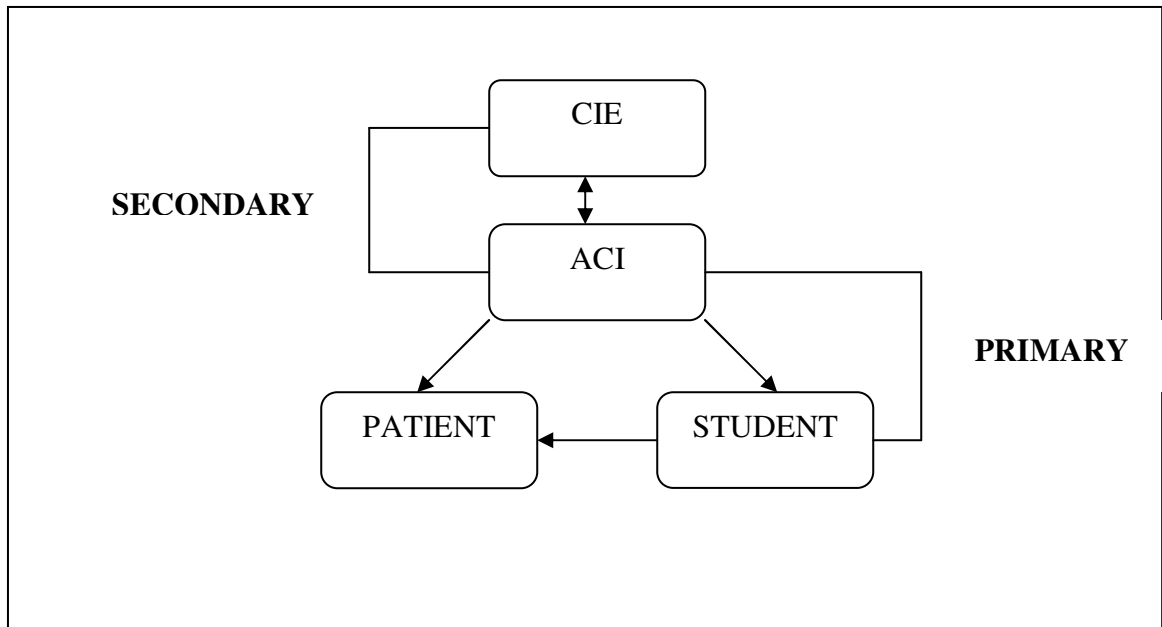 CIE
SECONDARY
ACI
PRIMARY
PATIENT
STUDENT